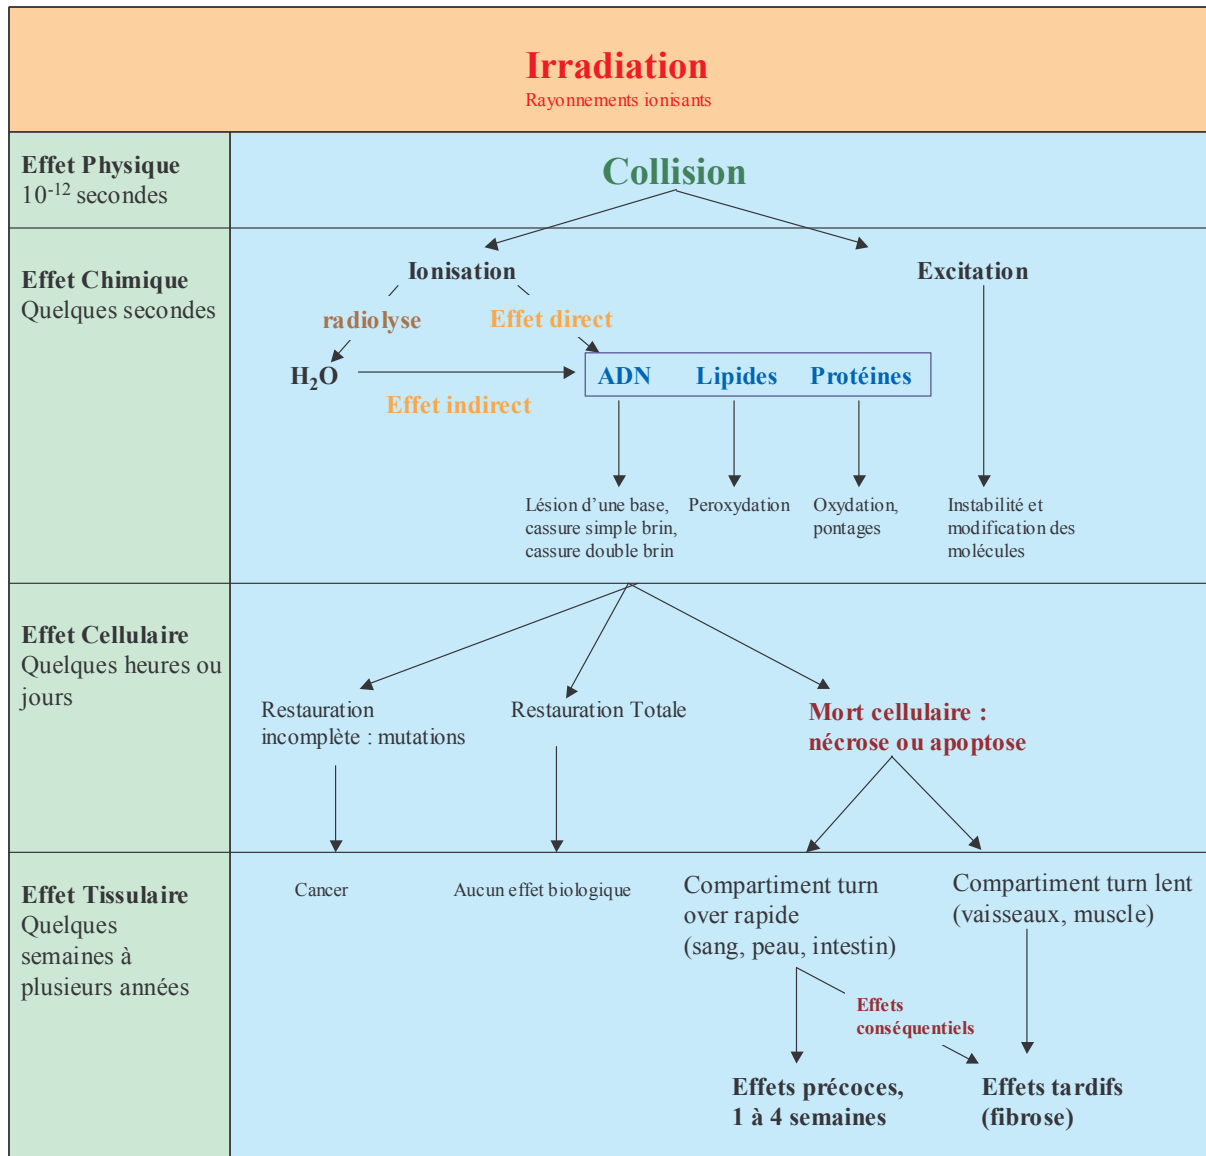 Irradiation
Rayonnements ionisants
Effet Physique
10⁻¹² secondes
Collision
Effet Chimique
Quelques secondes
Ionisation
Excitation
radiolyse
Effet direct
H₂O
ADN Lipides Protéines
Effet indirect
Lésion d’une base,
cassure simple brin,
cassure double brin
Peroxydation
Oxydation,
pontages
Instabilité et
modification des
molécules
Effet Cellulaire
Quelques heures ou
jours
Restauration
incomplète : mutations
Restauration Totale
Mort cellulaire :
nécrose ou apoptose
Effet Tissulaire
Quelques
semaines à
plusieurs années
Cancer
Aucun effet biologique
Compartiment turn
over rapide
(sang, peau, intestin)
Compartiment turn lent
(vaisseaux, muscle)
Effets
conséquentiels
Effets précoces,
1 à 4 semaines
Effets tardifs
(fibrose)